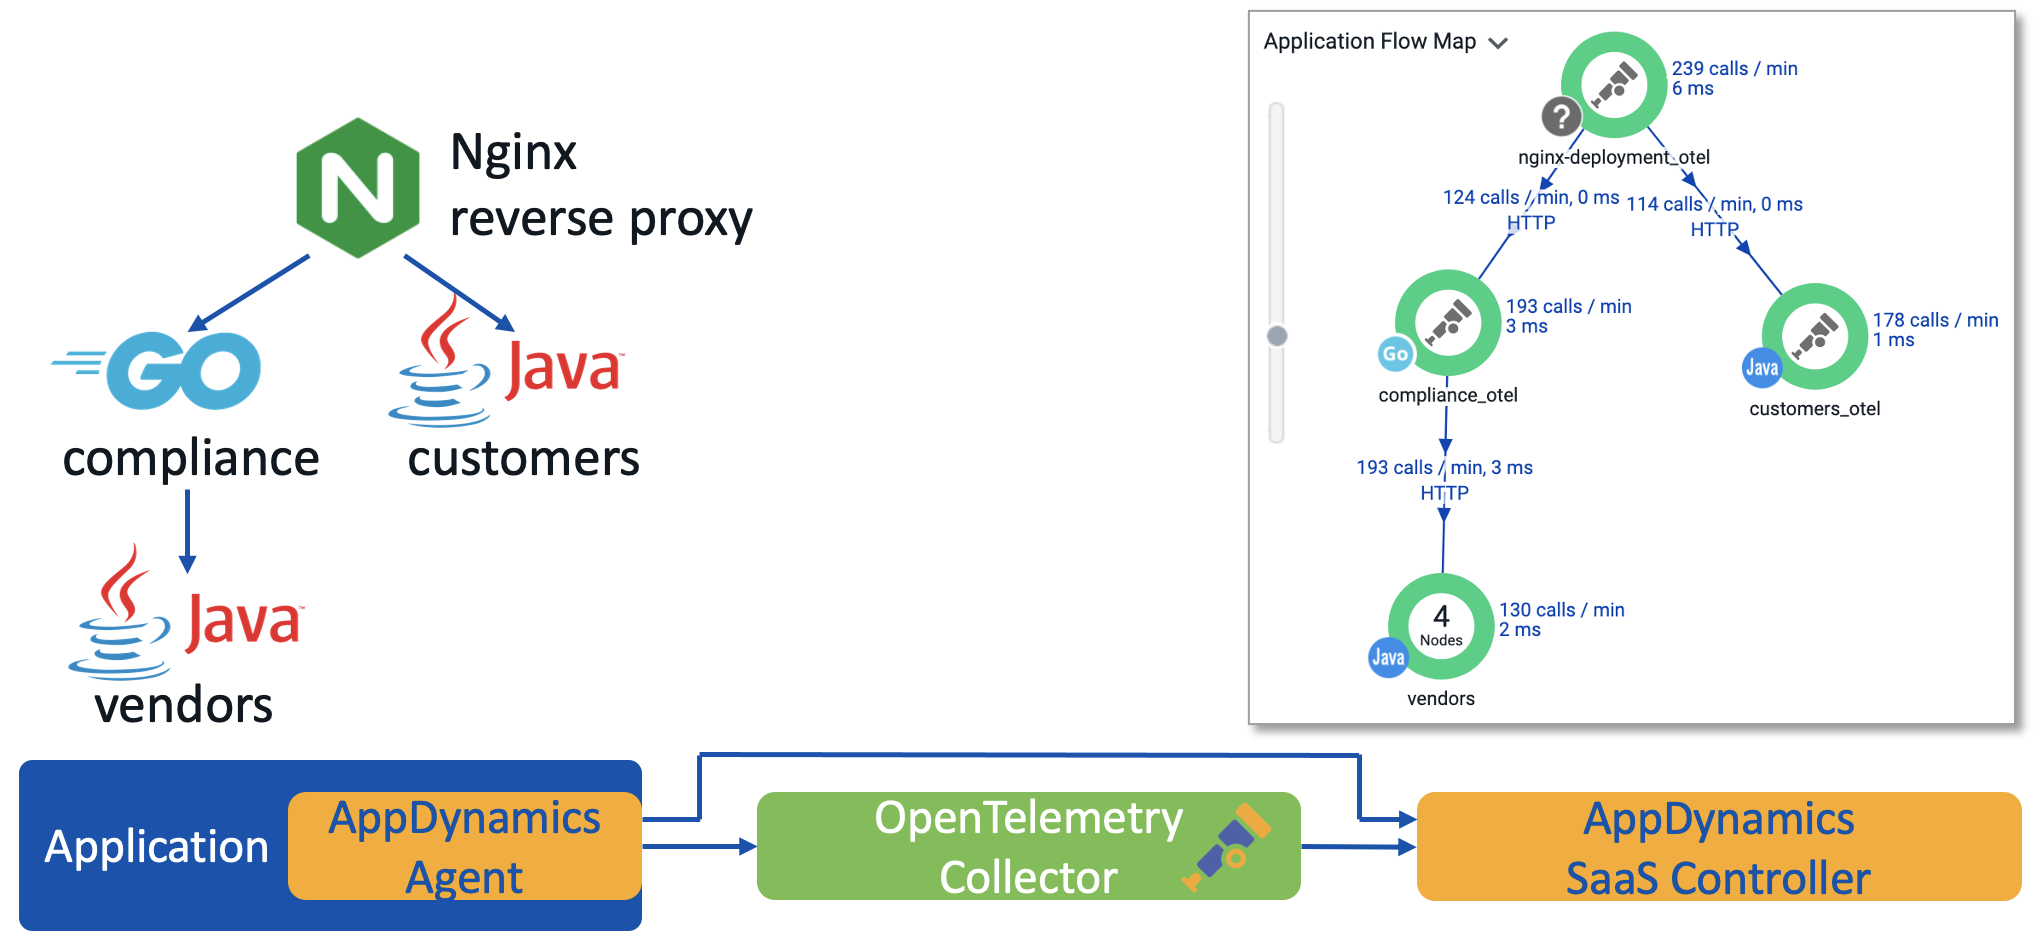 Nginx
reverse proxy
GO
Java™
compliance
customers
Java™
vendors
Application Flow Map
239 calls / min
6 ms
?
nginx-deployment_otel
124 calls / min, 0 ms
HTTP
114 calls / min, 0 ms
HTTP
193 calls / min
3 ms
Go
compliance_otel
178 calls / min
1 ms
Java
customers_otel
193 calls / min, 3 ms
HTTP
4
Nodes
130 calls / min
2 ms
Java
vendors
Application
AppDynamics
Agent
OpenTelemetry
Collector
AppDynamics
SaaS Controller